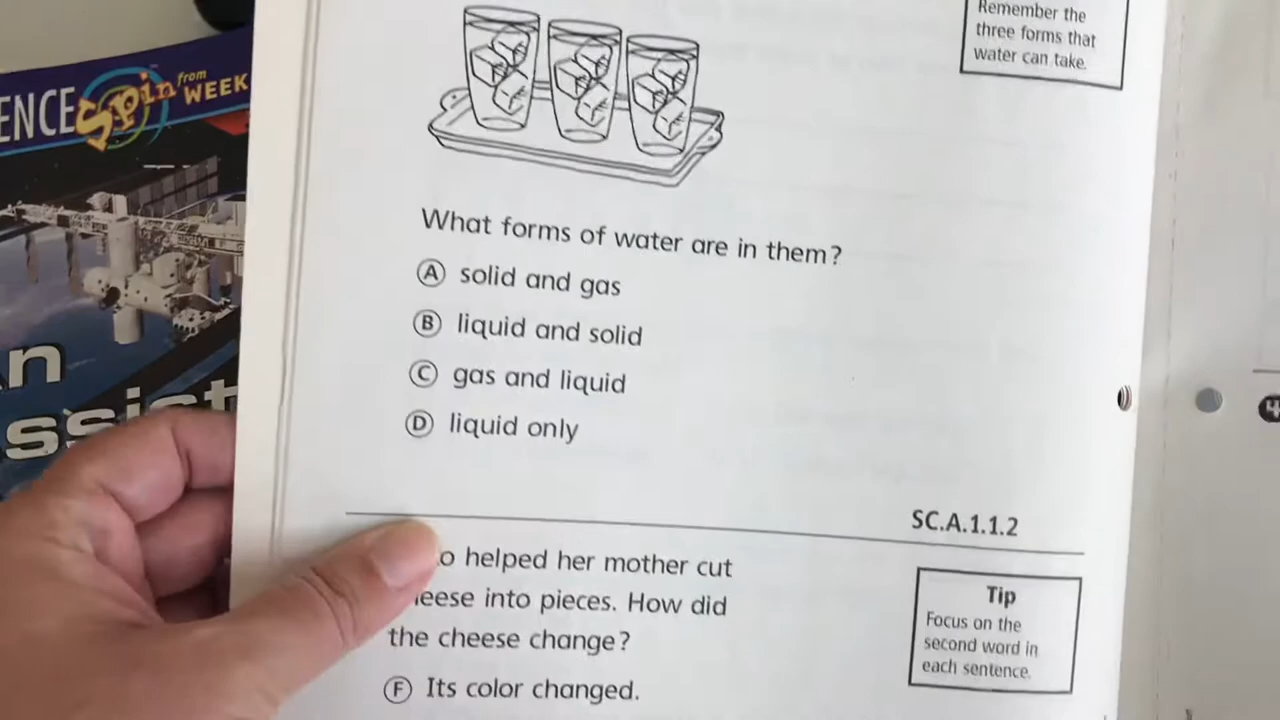 ENCE Spin from
WEEK
n
ssist
Remember the
three forms that
water can take.
What forms of water are in them?
A solid and gas
B liquid and solid
C gas and liquid
D liquid only
SC.A.1.1.2
o helped her mother cut
eese into pieces. How did
the cheese change?
F Its color changed.
Tip
Focus on the
second word in
each sentence.
4